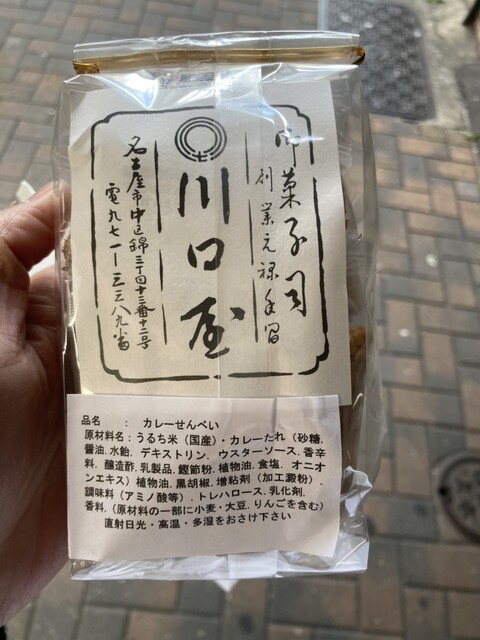 御菓子司
創業元禄年間
川口屋
名古屋市中区錦三丁目十三番十二号
電九七一-三三八九番
品名 : カレーせんべい
原材料名:うるち米(国産)・カレーたれ(砂糖,
醤油,水飴, デキストリン, ウスターソース,香辛
料, 醸造酢,乳製品,鰹節粉,植物油,食塩, オニオ
ンエキス)植物油,黒胡椒,増粘剤(加工澱粉),
調味料(アミノ酸等), トレハロース,乳化剤,
香料,(原材料の一部に小麦・大豆,りんごを含む)
直射日光・高温・多湿をおさけ下さい